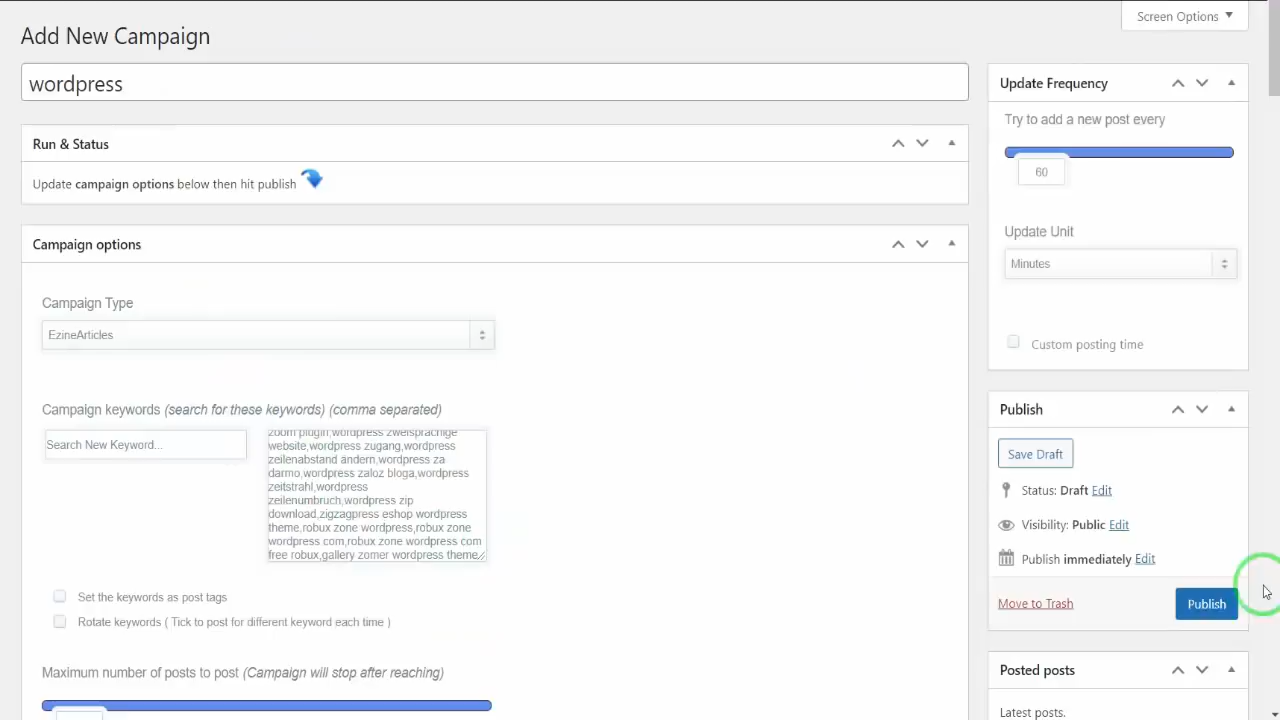 Screen Options
Add New Campaign
wordpress
Run & Status
Update campaign options below then hit publish
Campaign options
Campaign Type
EzineArticles
Campaign keywords (search for these keywords) (comma separated)
Search New Keyword...
zoom plugin,wordpress zweisprachige
website,wordpress zugang,wordpress
zeilenabstand ändern,wordpress za
darmo,wordpress zaloz bloga,wordpress
zeitstrahl,wordpress
zeilenumbruch,wordpress zip
download,zigzagpress eshop wordpress
theme,robux zone wordpress,robux zone
wordpress com,robux zone wordpress com
free robux,gallery zomer wordpress theme
Set the keywords as post tags
Rotate keywords ( Tick to post for different keyword each time )
Maximum number of posts to post (Campaign will stop after reaching)
Update Frequency
Try to add a new post every
60
Update Unit
Minutes
Custom posting time
Publish
Save Draft
Status: Draft Edit
Visibility: Public Edit
Publish immediately Edit
Move to Trash
Publish
Posted posts
Latest posts.